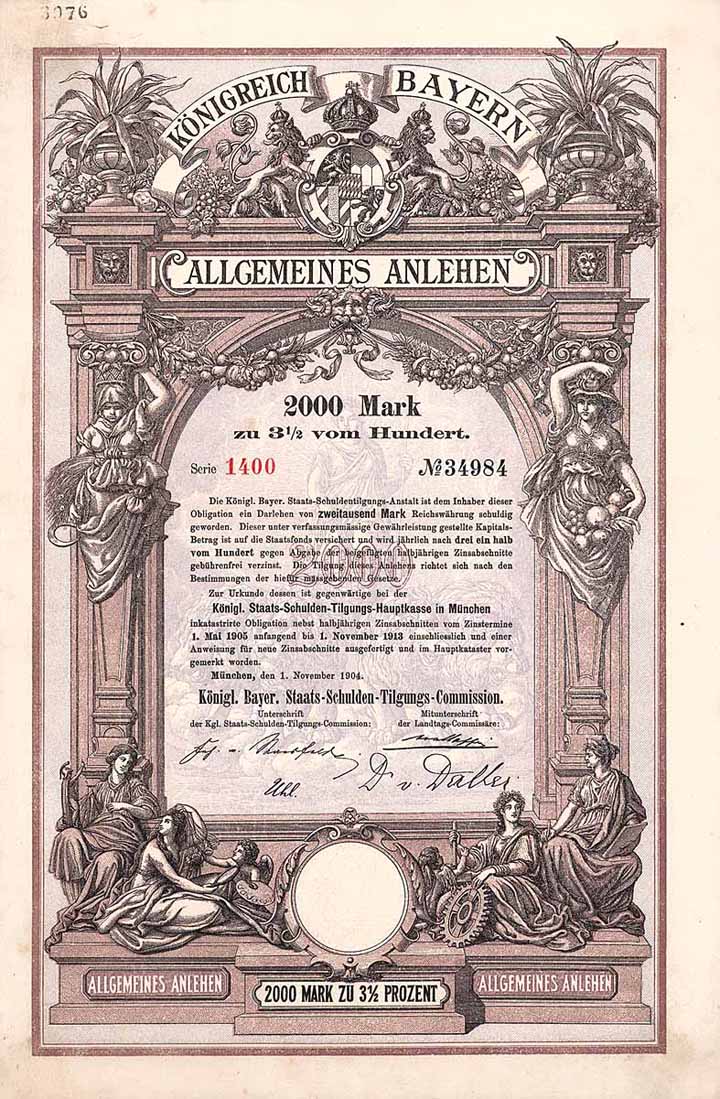 3076
KÖNIGREICH BAYERN
ALLGEMEINES ANLEHEN
2000 Mark
zu 3½ vom Hundert.
Serie 1400 № 34984
Die Königl. Bayer. Staats-Schuldentilgungs-Anstalt ist dem Inhaber dieser
Obligation ein Darlehen von zweitausend Mark Reichswährung schuldig
geworden. Dieser unter verfassungsmässige Gewährleistung gestellte Kapitals-
Betrag ist auf die Staatsfonds versichert und wird jährlich nach drei ein halb
vom Hundert gegen Abgabe der beigefügten halbjährigen Zinsabschnitte
gebührenfrei verzinst. Die Tilgung dieses Anlehens richtet sich nach den
Bestimmungen der hiefür massgebenden Gesetze.
2000
Zur Urkunde dessen ist gegenwärtige bei der
Königl. Staats-Schulden-Tilgungs-Hauptkasse in München
inkatastrirte Obligation nebst halbjährigen Zinsabschnitten vom Zinstermine
1. Mai 1905 anfangend bis 1. November 1913 einschliesslich und einer
Anweisung für neue Zinsabschnitte ausgefertigt und im Hauptkataster vor-
gemerkt worden.
München, den 1. November 1904.
Königl. Bayer. Staats-Schulden-Tilgungs-Commission.
Unterschrift Mitunterschrift
der Kgl. Staats-Schulden-Tilgungs-Commission: der Landtags-Commissäre:
Uhl. D v. Daller
ALLGEMEINES ANLEHEN
2000 MARK ZU 3½ PROZENT
ALLGEMEINES ANLEHEN